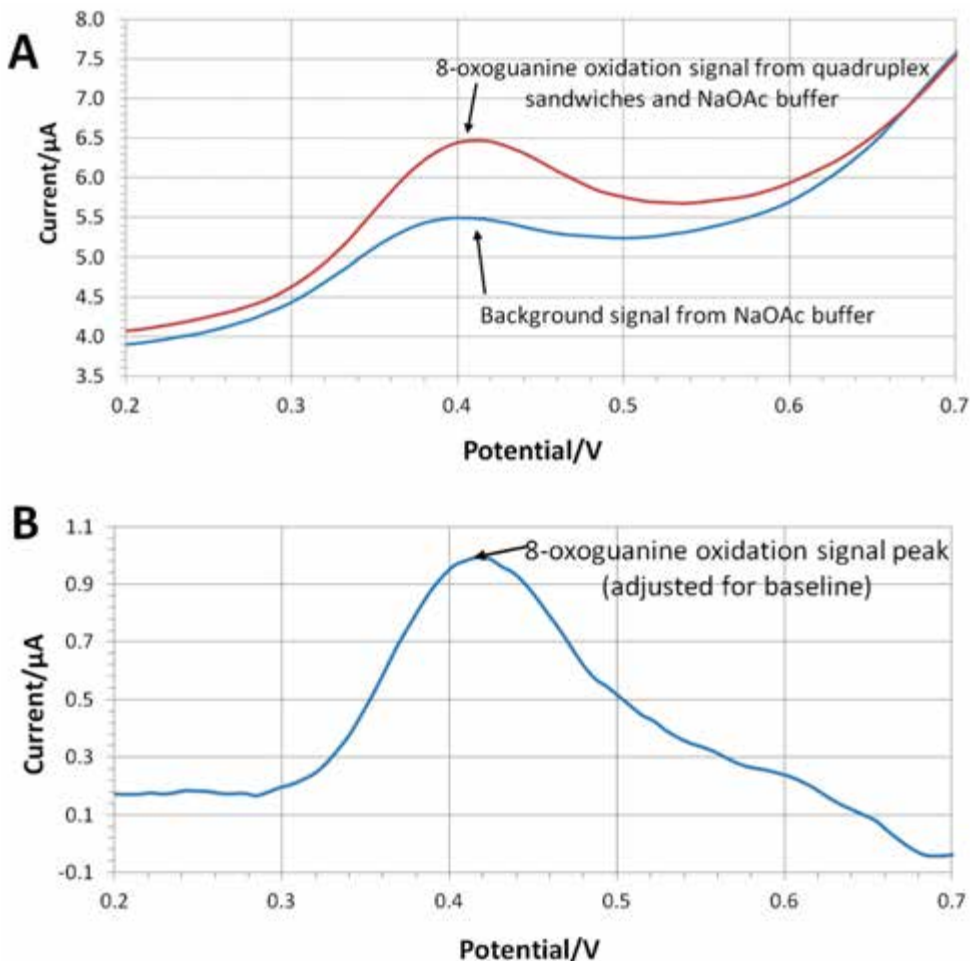 A
8.0
7.5
7.0
6.5
6.0
5.5
5.0
4.5
4.0
3.5
Current/µA
8-oxoguanine oxidation signal from quadruplex
sandwiches and NaOAc buffer
Background signal from NaOAc buffer
0.2 0.3 0.4 0.5 0.6 0.7
Potential/V
B
1.1
0.9
0.7
0.5
0.3
0.1
-0.1
Current/µA
8-oxoguanine oxidation signal peak
(adjusted for baseline)
0.2 0.3 0.4 0.5 0.6 0.7
Potential/V